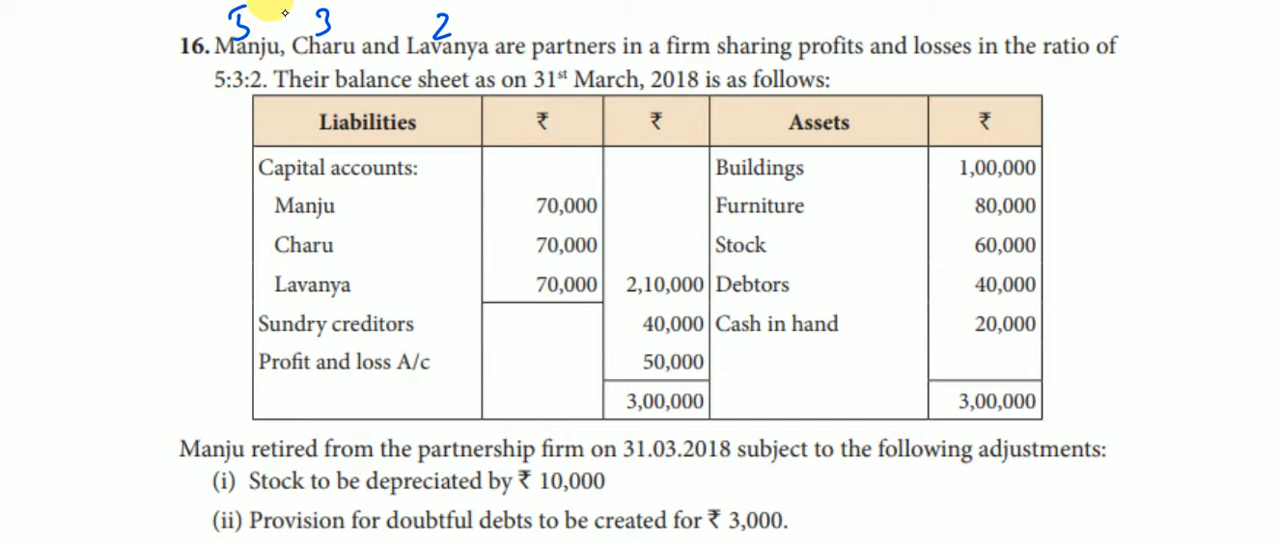 5 3 2
16. Manju, Charu and Lavanya are partners in a firm sharing profits and losses in the ratio of
5:3:2. Their balance sheet as on 31st March, 2018 is as follows:
Liabilities ₹ ₹ Assets ₹
Capital accounts: Buildings 1,00,000
Manju 70,000 Furniture 80,000
Charu 70,000 Stock 60,000
Lavanya 70,000 2,10,000 Debtors 40,000
Sundry creditors 40,000 Cash in hand 20,000
Profit and loss A/c 50,000
3,00,000 3,00,000
Manju retired from the partnership firm on 31.03.2018 subject to the following adjustments:
(i) Stock to be depreciated by ₹ 10,000
(ii) Provision for doubtful debts to be created for ₹ 3,000.